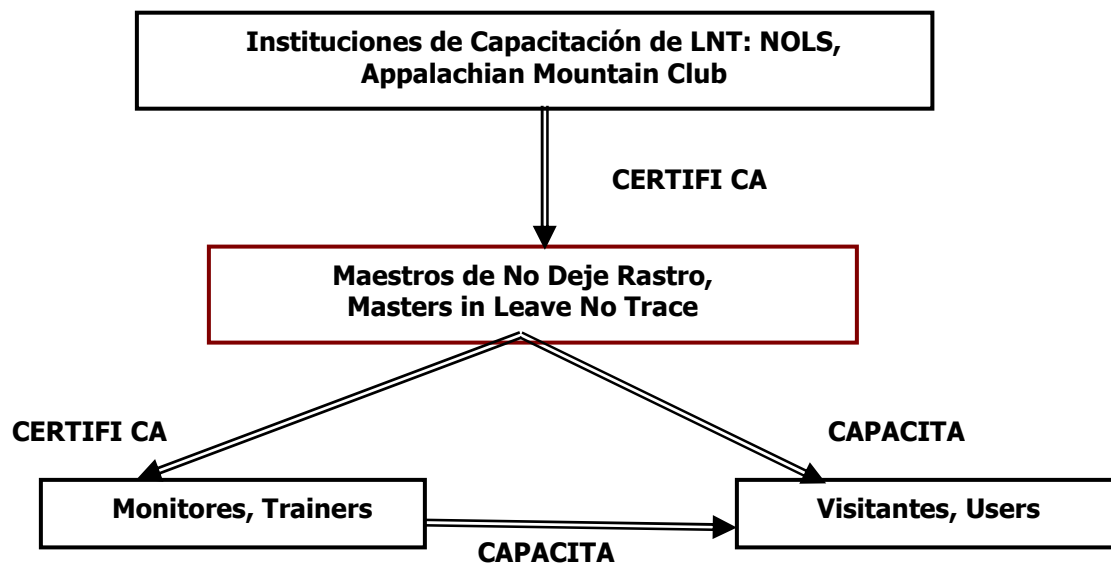 Instituciones de Capacitación de LNT: NOLS,
Appalachian Mountain Club
CERTIFI CA
Maestros de No Deje Rastro,
Masters in Leave No Trace
CERTIFI CA
CAPACITA
Monitores, Trainers
Visitantes, Users
CAPACITA